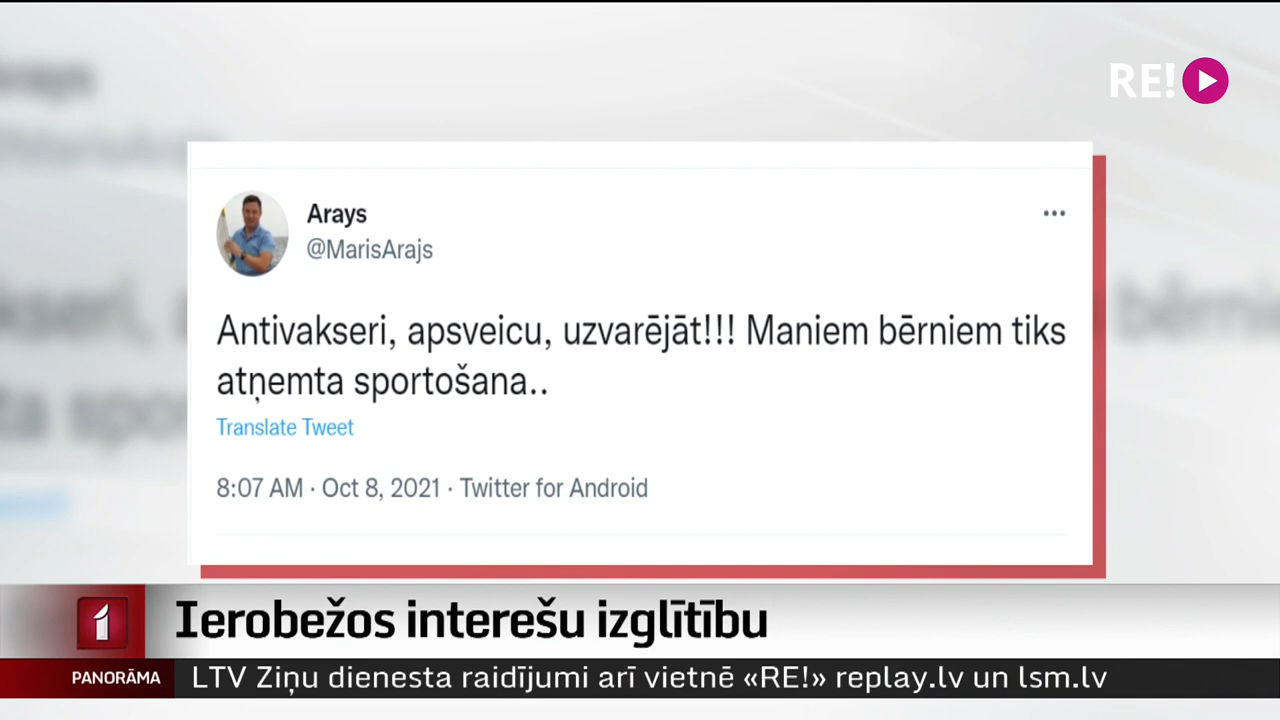 RE!
Arays
@MarisArajs
Antivakseri, apsveicu, uzvarējāt!!! Maniem bērniem tiks
atņemta sportošana..
Translate Tweet
8:07 AM · Oct 8, 2021 · Twitter for Android
1
Ierobežos interešu izglītību
PANORĀMA
LTV Ziņu dienesta raidījumi arī vietnē «RE!» replay.lv un lsm.lv